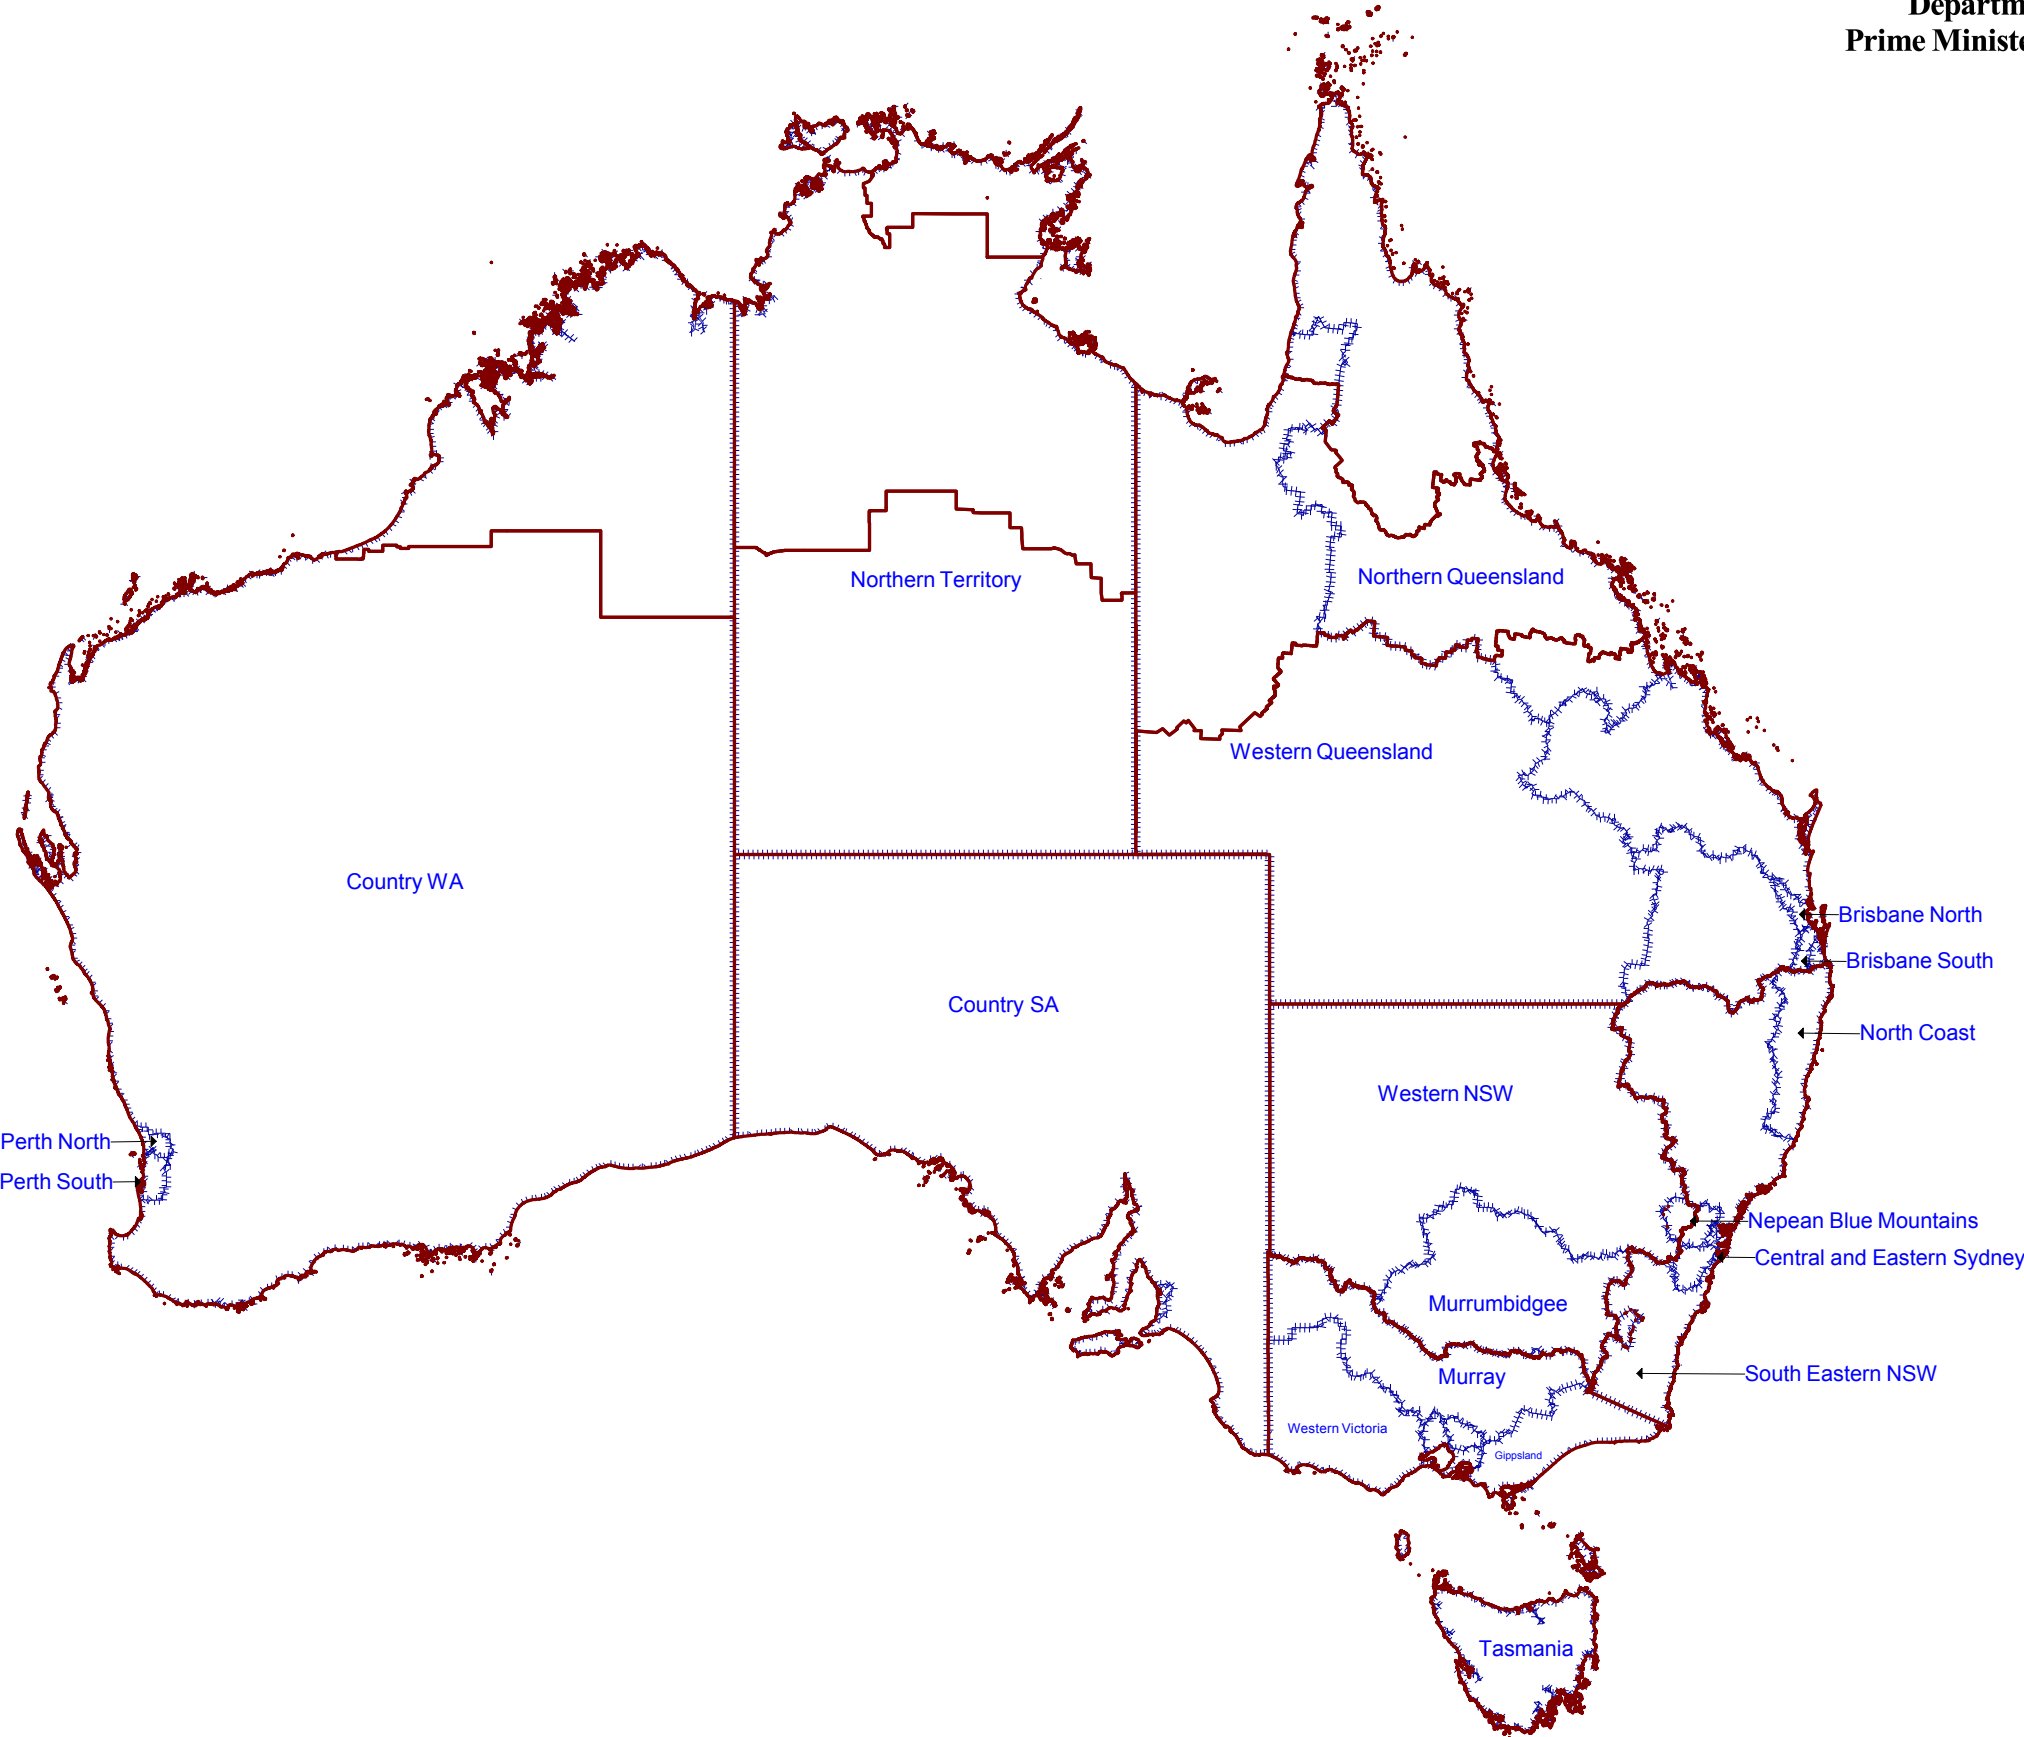 Departm
Prime Ministe
Northern Territory
Northern Queensland
Western Queensland
Country WA
Brisbane North
Brisbane South
Country SA
North Coast
Western NSW
Perth North
Perth South
Nepean Blue Mountains
Central and Eastern Sydney
Murrumbidgee
South Eastern NSW
Murray
Western Victoria
Gippsland
Tasmania